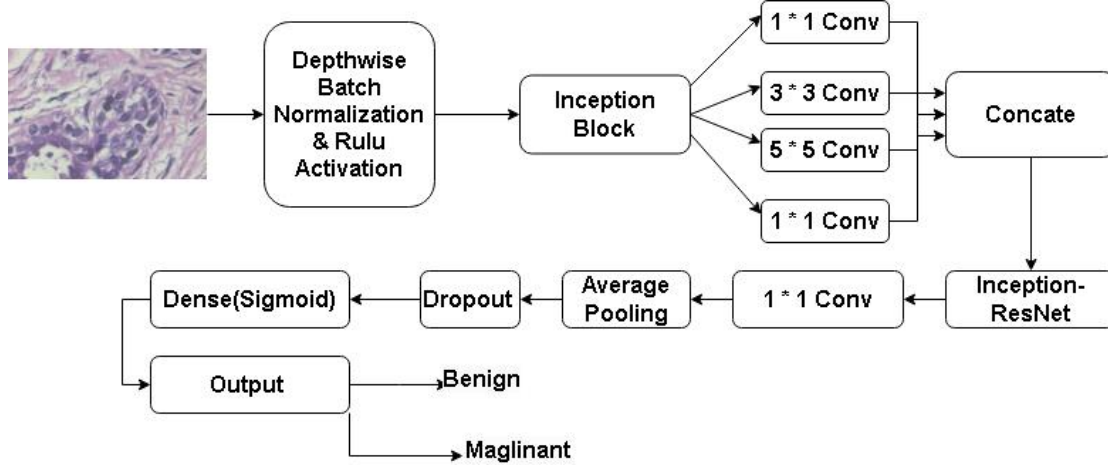 Depthwise
Batch
Normalization
& Rulu
Activation
Inception
Block
1 * 1 Conv
3 * 3 Conv
5 * 5 Conv
1 * 1 Conv
Concate
Inception-
ResNet
1 * 1 Conv
Average
Pooling
Dropout
Dense(Sigmoid)
Output
Benign
Maglinant